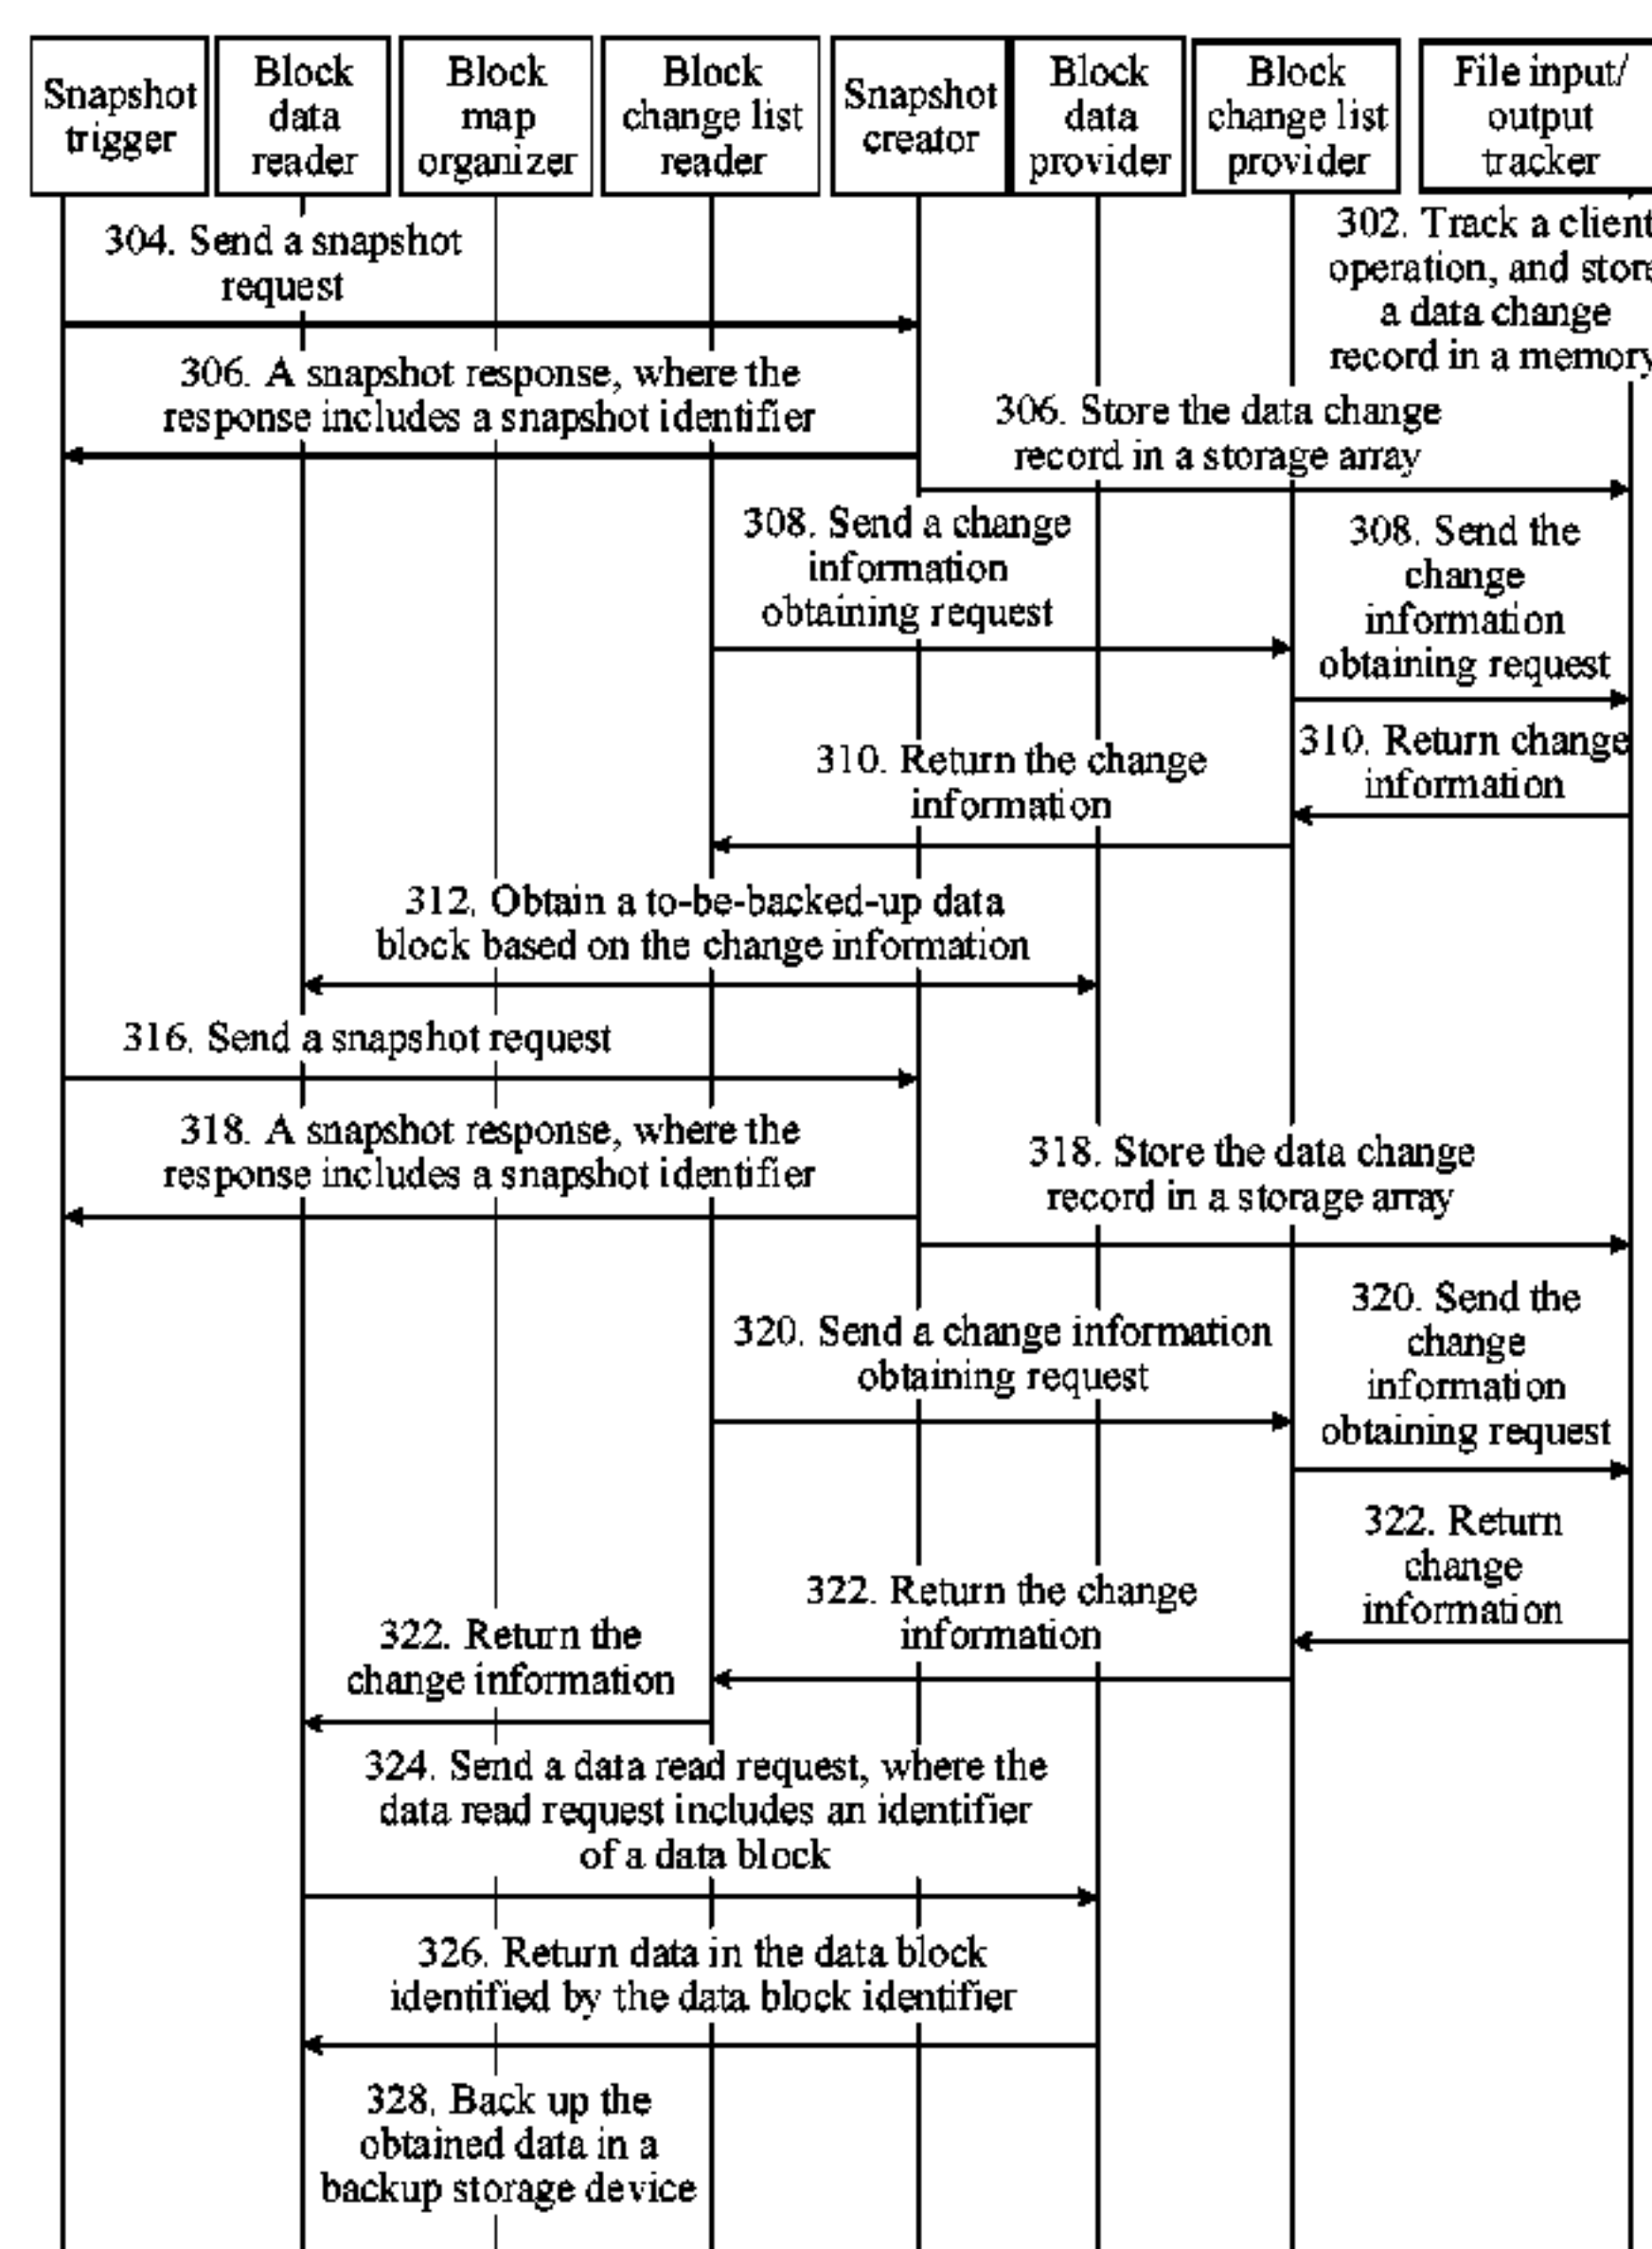 Snapshot
trigger
Block
data
reader
Block
map
organizer
Block
change list
reader
Snapshot
creator
Block
data
provider
Block
change list
provider
File input/
output
tracker
302. Track a client
operation, and store
a data change
record in a memory
304. Send a snapshot
request
306. A snapshot response, where the
response includes a snapshot identifier
306. Store the data change
record in a storage array
308. Send a change
information
obtaining request
308. Send the
change
information
obtaining request
310. Return change
information
310. Return the change
information
312. Obtain a to-be-backed-up data
block based on the change information
316. Send a snapshot request
318. A snapshot response, where the
response includes a snapshot identifier
318. Store the data change
record in a storage array
320. Send a change information
obtaining request
320. Send the
change
information
obtaining request
322. Return
change
information
322. Return the change
information
322. Return the
change information
324. Send a data read request, where the
data read request includes an identifier
of a data block
326. Return data in the data block
identified by the data block identifier
328. Back up the
obtained data in a
backup storage device